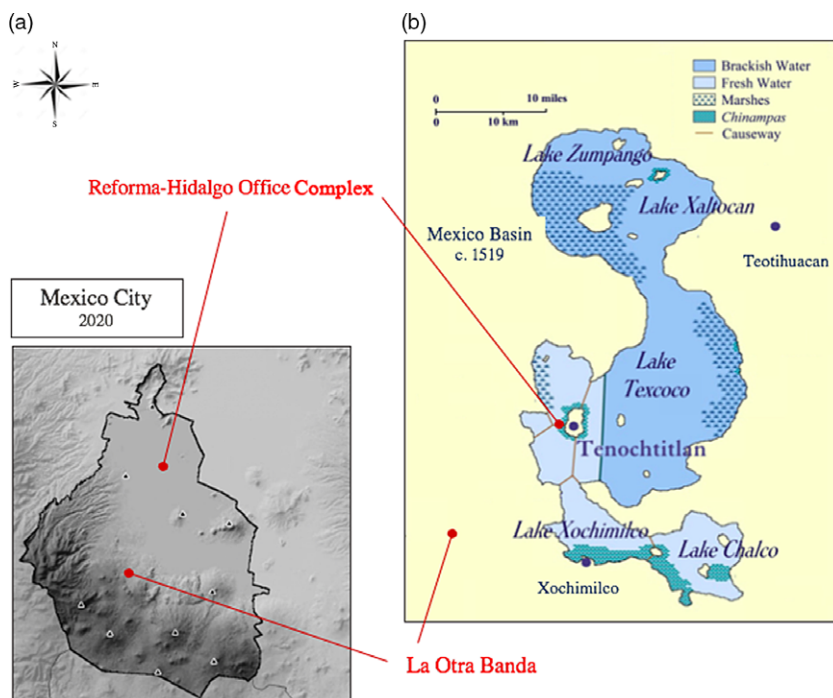 (a)
N
W
E
S
(b)
Brackish Water
Fresh Water
Marshes
Chinampas
Causeway
0 10 miles
0 10 km
Lake Zumpango
Lake Xaltocan
Reforma-Hidalgo Office Complex
Mexico Basin
c. 1519
Teotihuacan
Mexico City
2020
Lake
Texcoco
Tenochtitlan
Lake Xochimilco
Lake Chalco
Xochimilco
La Otra Banda